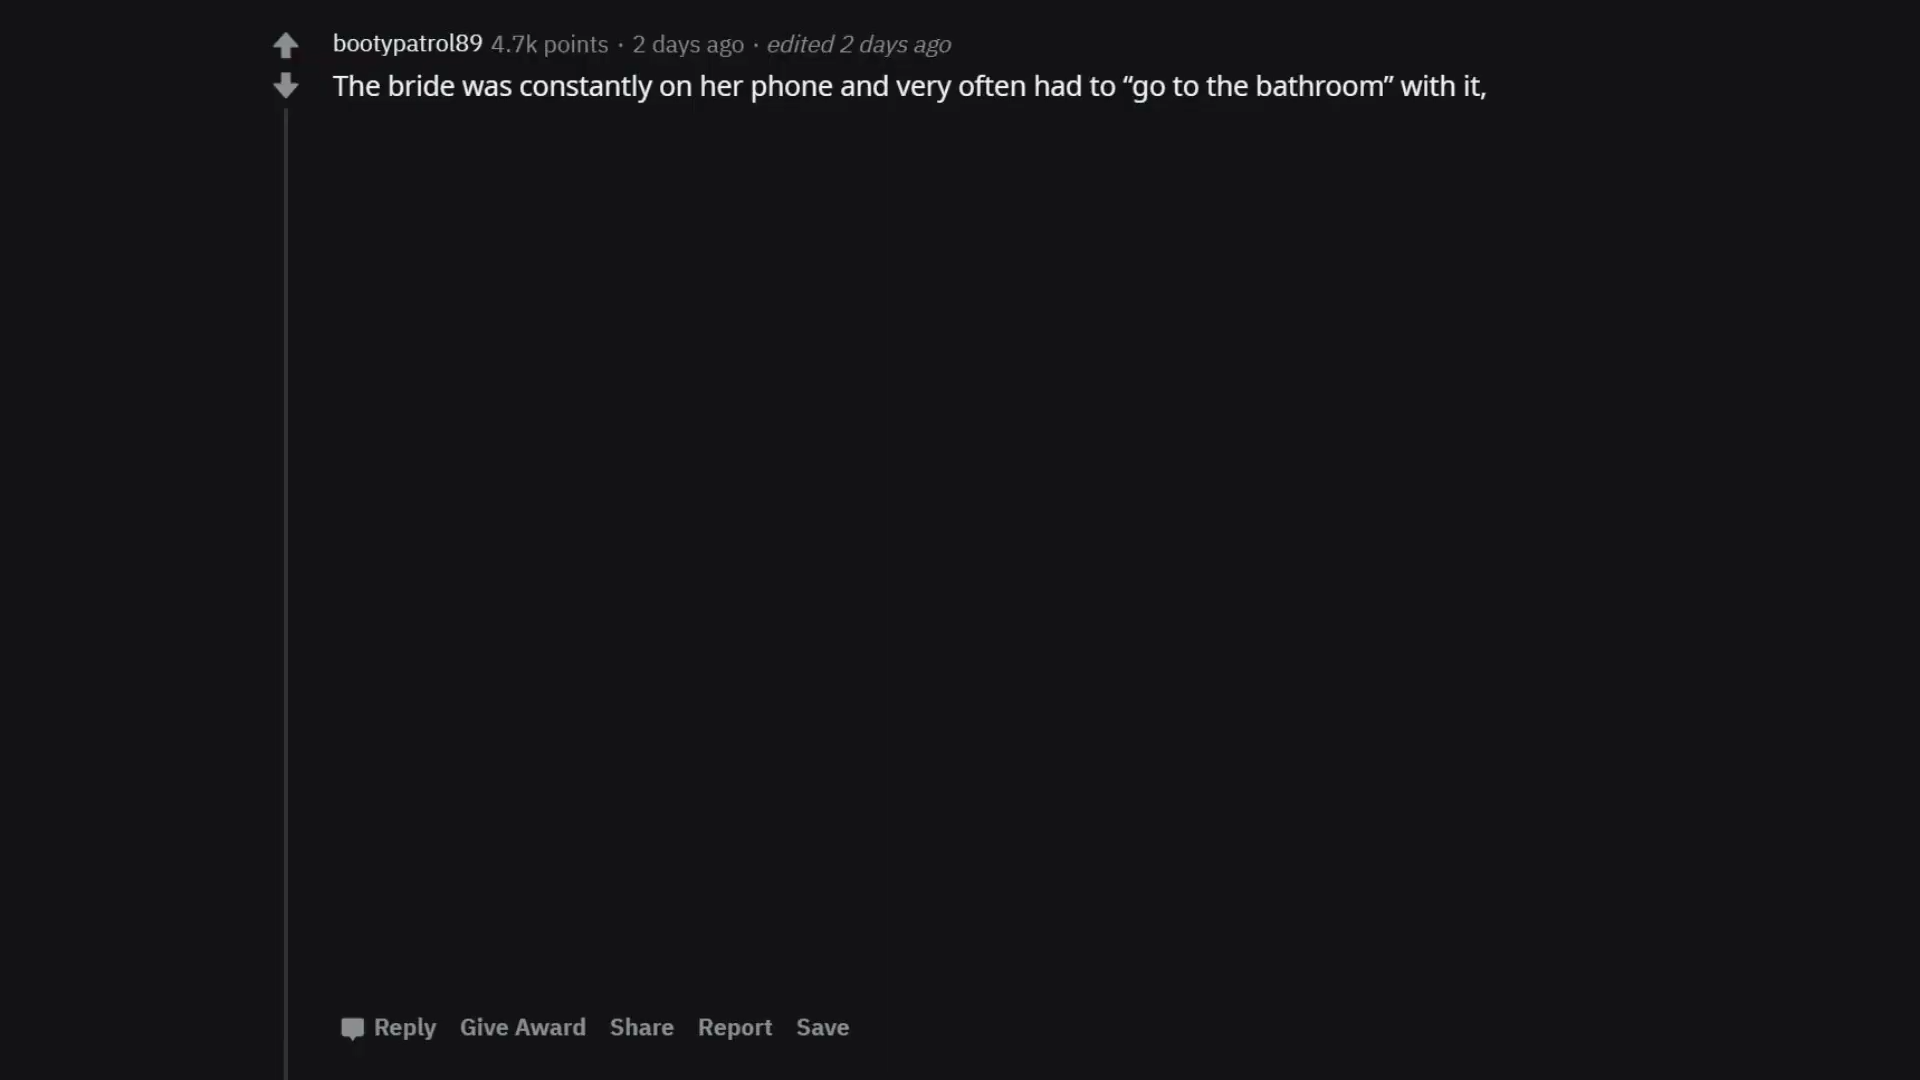 bootypatrol89 4.7k points · 2 days ago · edited 2 days ago
The bride was constantly on her phone and very often had to “go to the bathroom” with it,
Reply Give Award Share Report Save